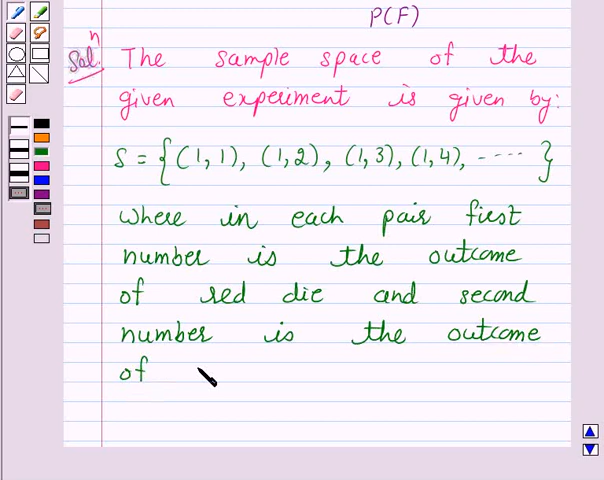 P(F)
Solⁿ The sample space of the
given experiment is given by:
S = {(1,1), (1,2), (1,3), (1,4), ----- }
where in each pair first
number is the outcome
of red die and second
number is the outcome
of